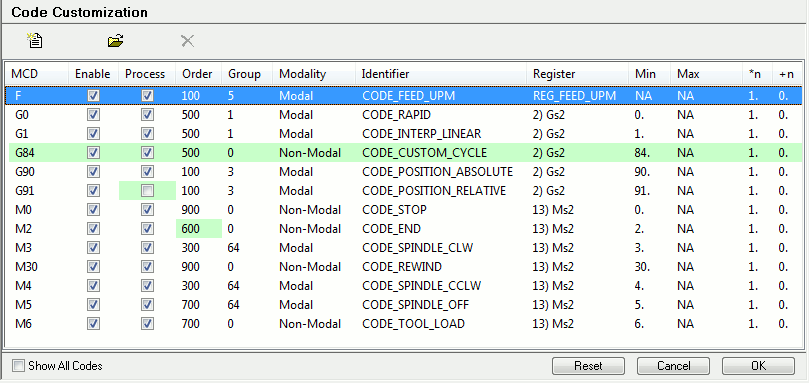 Code Customization
MCD Enable Process Order Group Modality Identifier Register Min Max *n +n
F 100 5 Modal CODE_FEED_UPM REG_FEED_UPM NA NA 1. 0.
G0 500 1 Modal CODE_RAPID 2) Gs2 0. NA 1. 0.
G1 500 1 Modal CODE_INTERP_LINEAR 2) Gs2 1. NA 1. 0.
G84 500 0 Non-Modal CODE_CUSTOM_CYCLE 2) Gs2 84. NA 1. 0.
G90 100 3 Modal CODE_POSITION_ABSOLUTE 2) Gs2 90. NA 1. 0.
G91 100 3 Modal CODE_POSITION_RELATIVE 2) Gs2 91. NA 1. 0.
M0 900 0 Non-Modal CODE_STOP 13) Ms2 0. NA 1. 0.
M2 600 0 Non-Modal CODE_END 13) Ms2 2. NA 1. 0.
M3 300 64 Modal CODE_SPINDLE_CLW 13) Ms2 3. NA 1. 0.
M30 900 0 Non-Modal CODE_REWIND 13) Ms2 30. NA 1. 0.
M4 300 64 Modal CODE_SPINDLE_CCLW 13) Ms2 4. NA 1. 0.
M5 700 64 Modal CODE_SPINDLE_OFF 13) Ms2 5. NA 1. 0.
M6 700 0 Non-Modal CODE_TOOL_LOAD 13) Ms2 6. NA 1. 0.
Show All Codes Reset Cancel OK